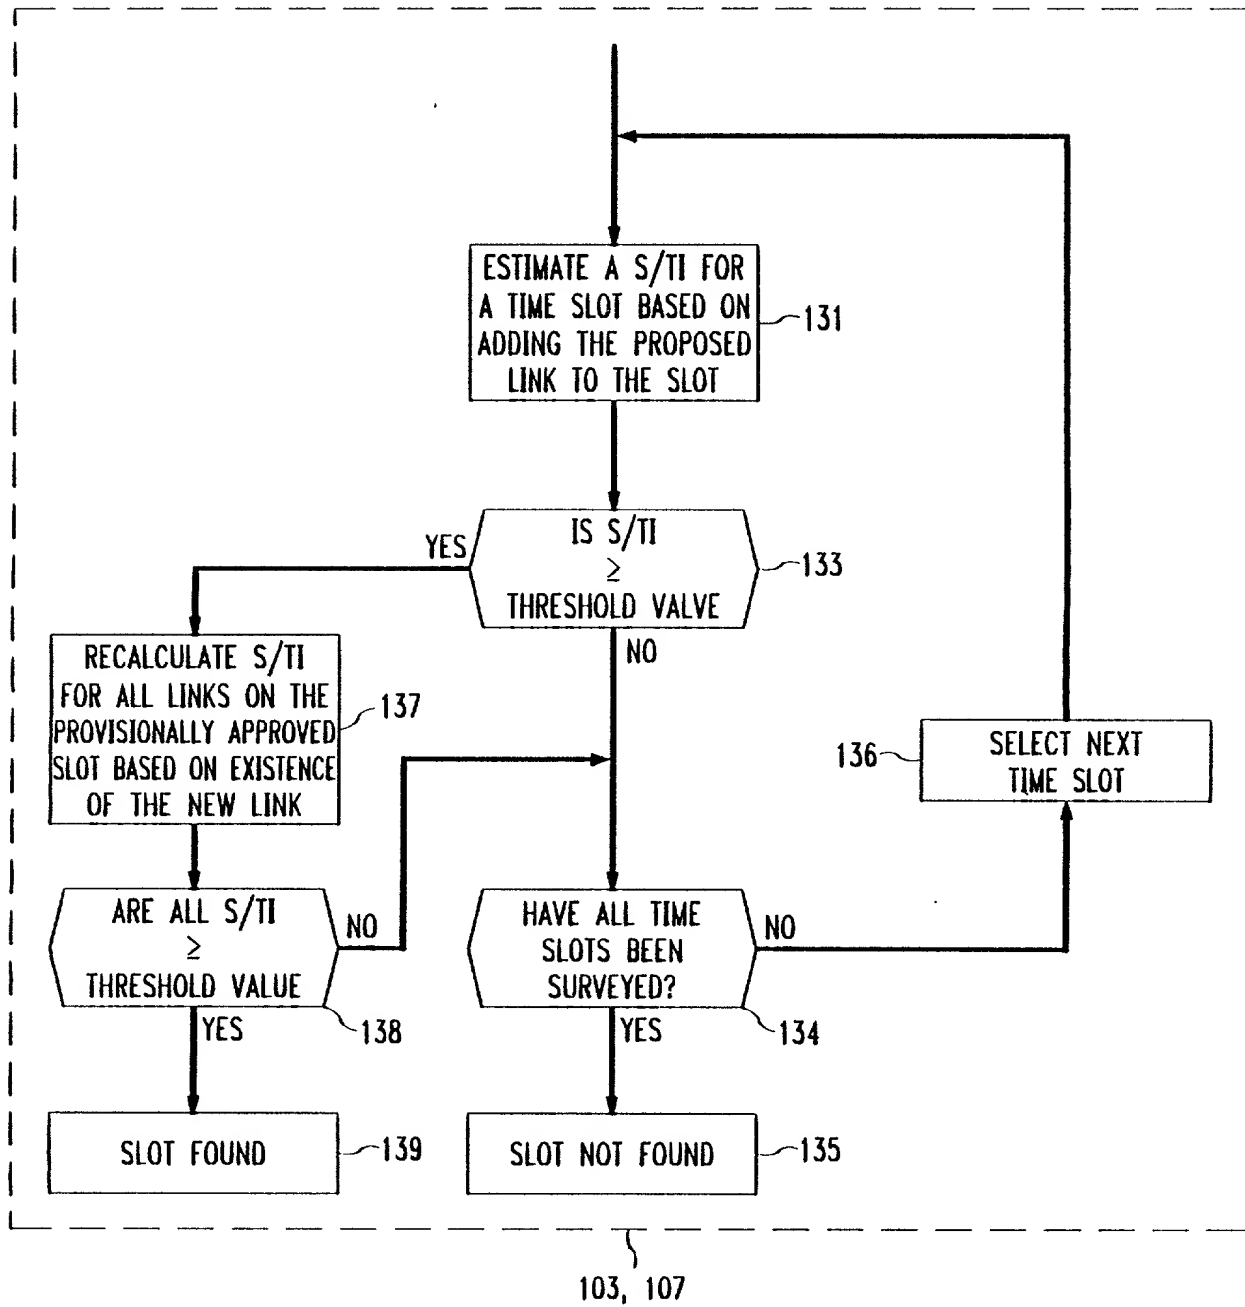 ESTIMATE A S/TI FOR
A TIME SLOT BASED ON
ADDING THE PROPOSED
LINK TO THE SLOT
131
IS S/TI
≥
THRESHOLD VALVE
133
YES
NO
RECALCULATE S/TI
FOR ALL LINKS ON THE
PROVISIONALLY APPROVED
SLOT BASED ON EXISTENCE
OF THE NEW LINK
137
136
SELECT NEXT
TIME SLOT
ARE ALL S/TI
≥
THRESHOLD VALUE
NO
138
YES
HAVE ALL TIME
SLOTS BEEN
SURVEYED?
NO
134
YES
SLOT FOUND
139
SLOT NOT FOUND
135
103, 107